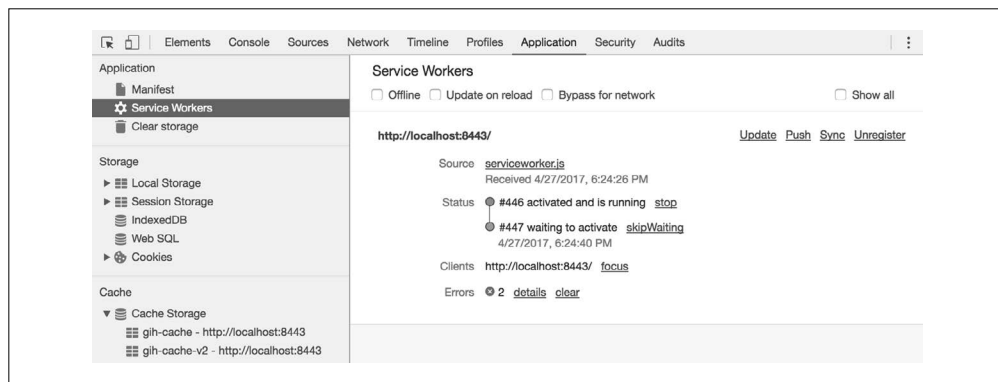 Elements Console Sources Network Timeline Profiles Application Security Audits
Application
Manifest
Service Workers
Clear storage
Storage
Local Storage
Session Storage
IndexedDB
Web SQL
Cookies
Cache
Cache Storage
gih-cache - http://localhost:8443
gih-cache-v2 - http://localhost:8443
Service Workers
Offline Update on reload Bypass for network Show all
http://localhost:8443/ Update Push Sync Unregister
Source serviceworker.js
Received 4/27/2017, 6:24:26 PM
Status #446 activated and is running stop
#447 waiting to activate skipWaiting
4/27/2017, 6:24:40 PM
Clients http://localhost:8443/ focus
Errors 2 details clear